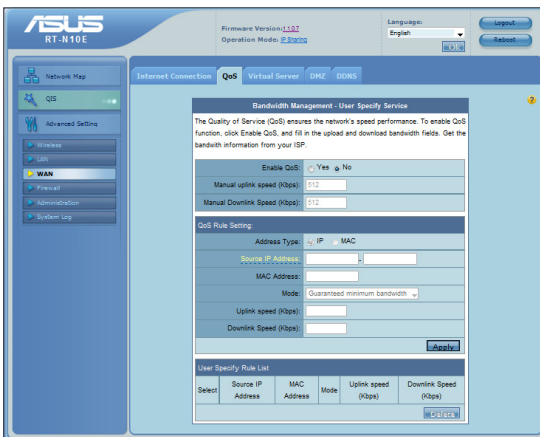 ASUS
RT-N10E
Firmware Version:1.1.0.7
Operation Mode: IP Sharing
Language:
English
Logout
Reboot
Network Map
QIS
Advanced Setting
Wireless
LAN
WAN
Firewall
Administration
System Log
Internet Connection QoS Virtual Server DMZ DDNS
Bandwidth Management - User Specify Service
The Quality of Service (QoS) ensures the network's speed performance. To enable QoS
function, click Enable QoS, and fill in the upload and download bandwidth fields. Get the
bandwith information from your ISP.
Enable QoS: Yes No
Manual uplink speed (Kbps): 512
Manual Downlink Speed (Kbps): 512
QoS Rule Setting:
Address Type: IP MAC
Source IP Address: -
MAC Address:
Mode: Guaranteed minimum bandwidth
Uplink speed (Kbps):
Downlink Speed (Kbps):
Apply
User Specify Rule List
Select Source IP Address MAC Address Mode Uplink speed (Kbps) Downlink Speed (Kbps)
Delete